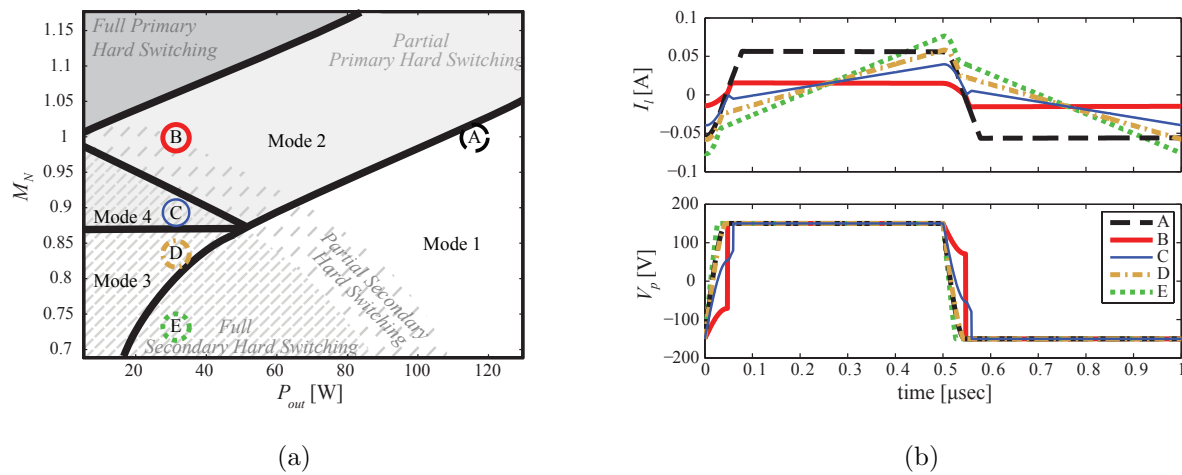 Full Primary
Hard Switching
Partial
Primary Hard Switching
B
A
Mode 2
Mode 4
C
D
Mode 3
Mode 1
E
Partial Secondary
Hard Switching
Full
Secondary Hard Switching
1.15
1.1
1.05
1
0.95
0.9
0.85
0.8
0.75
0.7
M_N
20 40 60 80 100 120
P_out [W]
(a)
0.1
0.05
0
−0.05
−0.1
I_l [A]
200
100
0
−100
−200
V_p [V]
A
B
C
D
E
0 0.1 0.2 0.3 0.4 0.5 0.6 0.7 0.8 0.9 1
time [μsec]
(b)